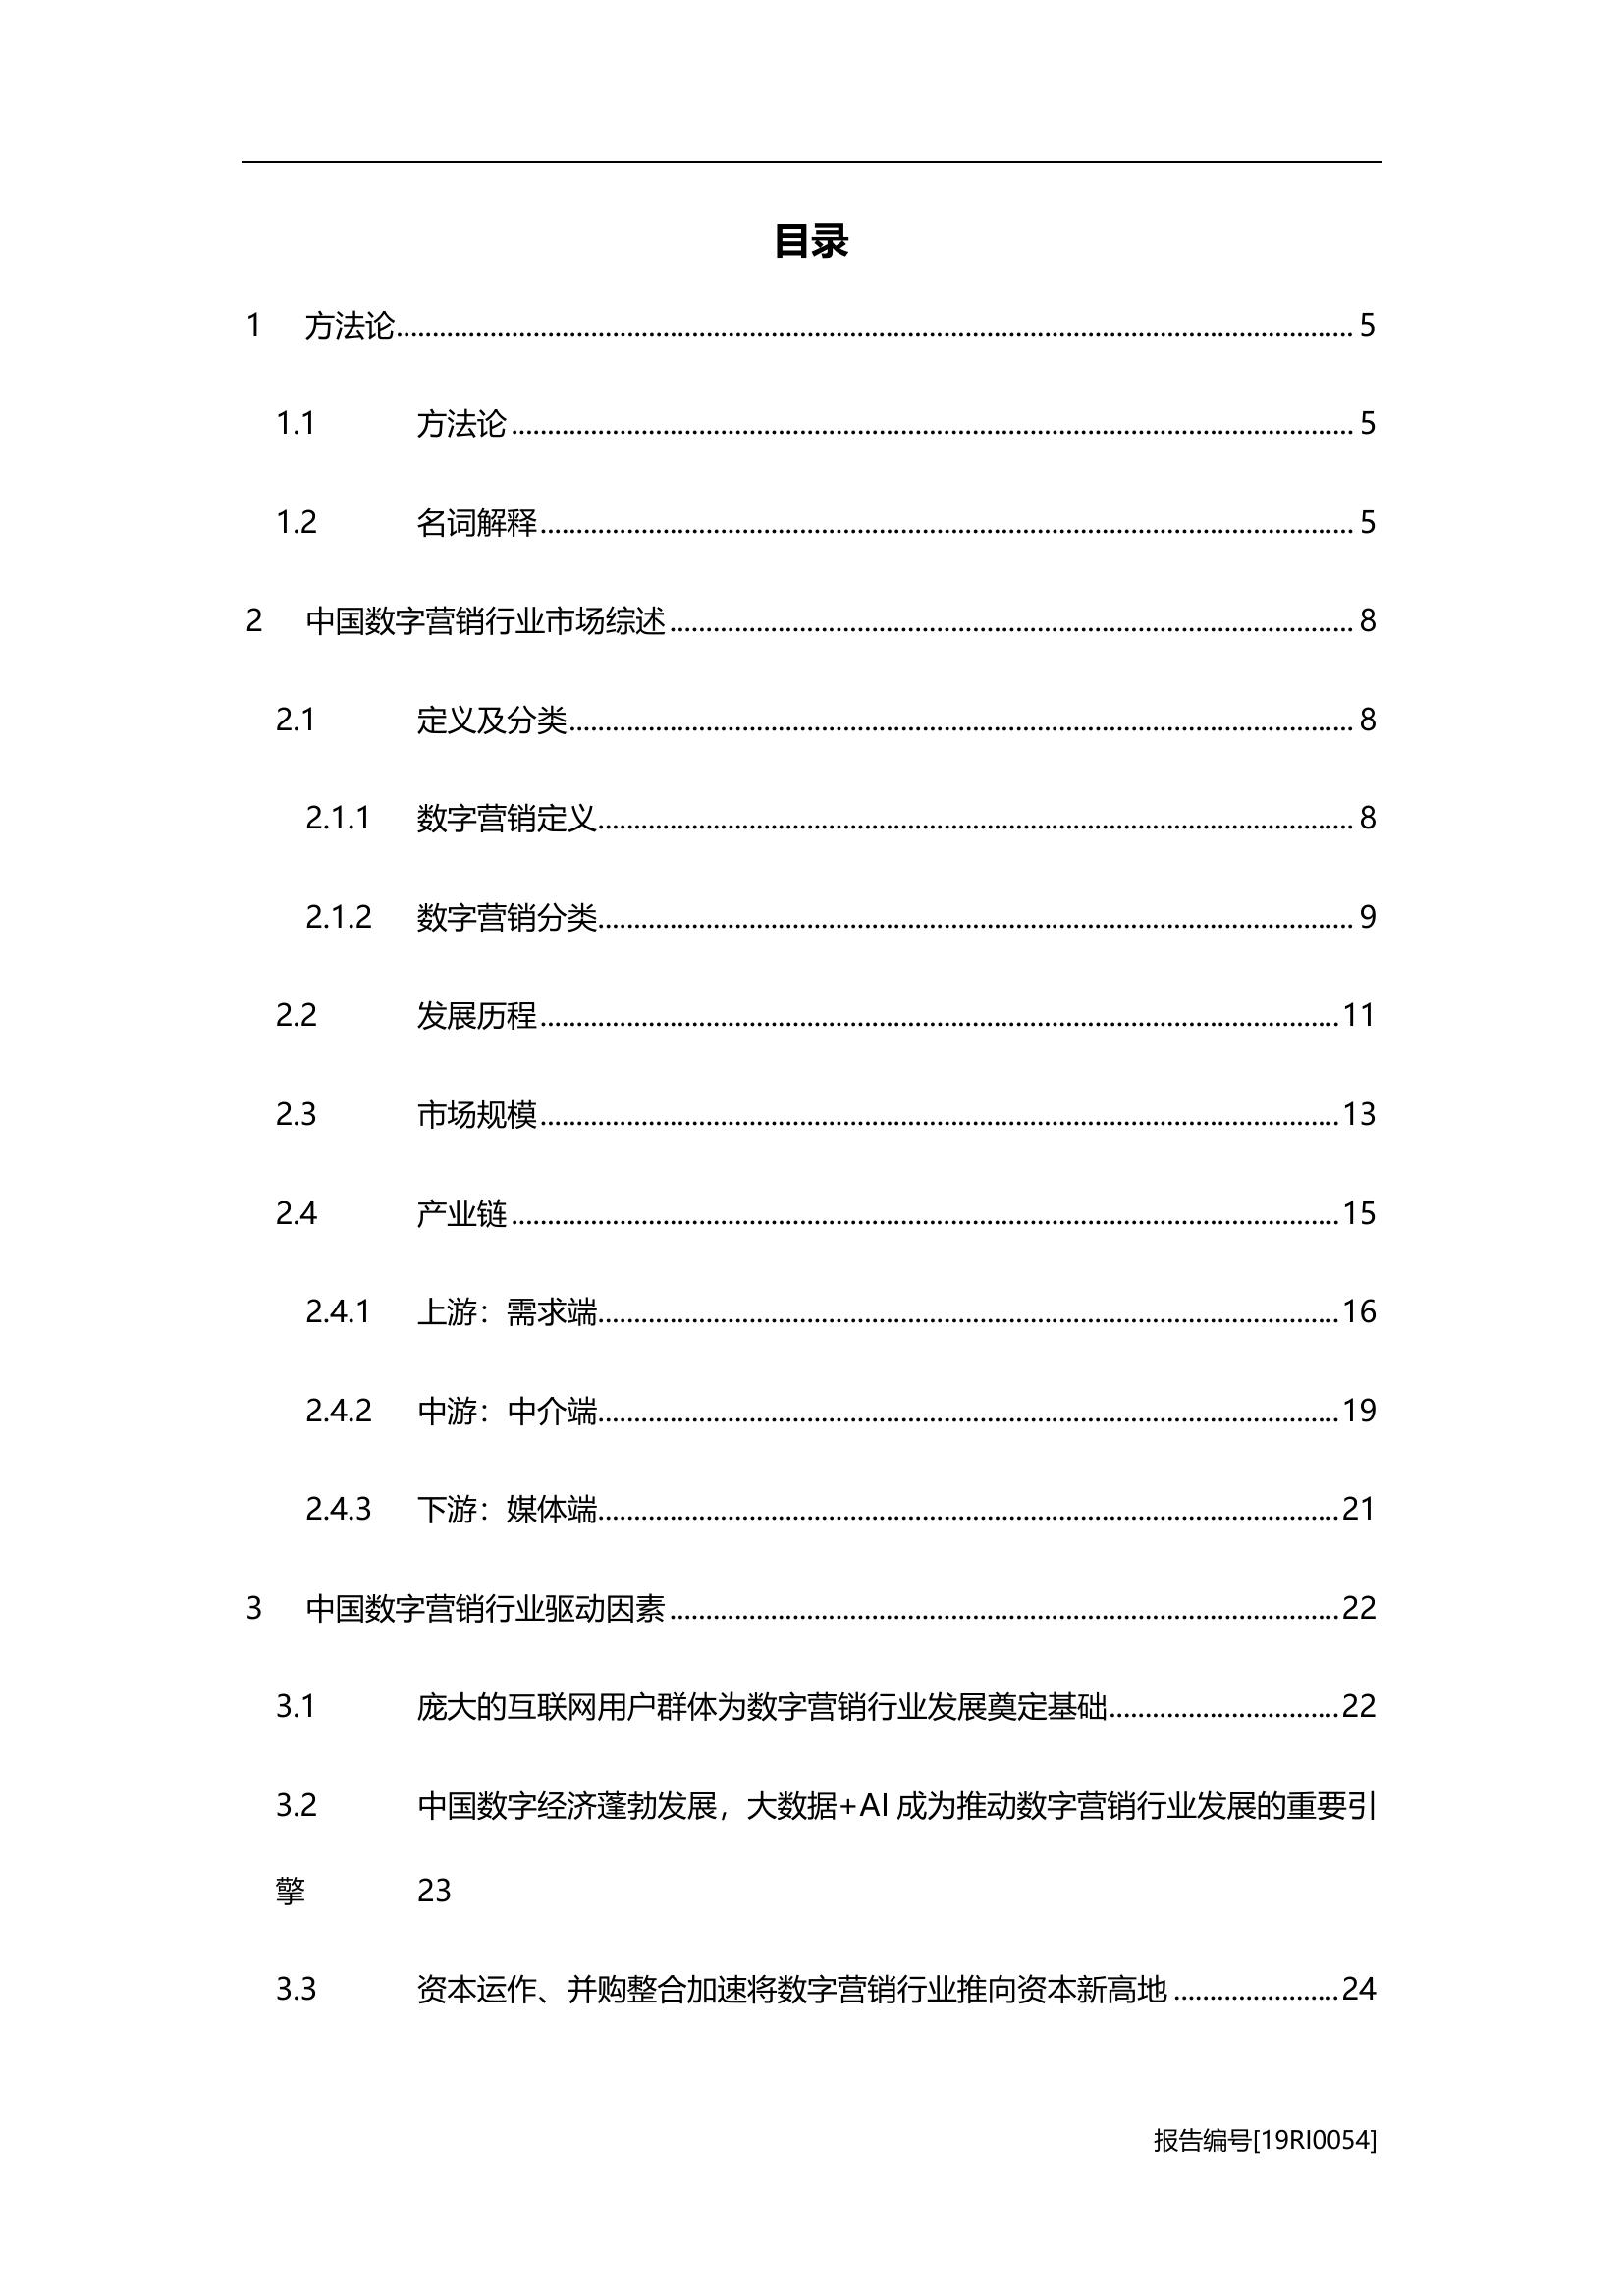 目录
1 方法论 5
1.1 方法论 5
1.2 名词解释 5
2 中国数字营销行业市场综述 8
2.1 定义及分类 8
2.1.1 数字营销定义 8
2.1.2 数字营销分类 9
2.2 发展历程 11
2.3 市场规模 13
2.4 产业链 15
2.4.1 上游：需求端 16
2.4.2 中游：中介端 19
2.4.3 下游：媒体端 21
3 中国数字营销行业驱动因素 22
3.1 庞大的互联网用户群体为数字营销行业发展奠定基础 22
3.2 中国数字经济蓬勃发展，大数据+AI 成为推动数字营销行业发展的重要引
擎 23
3.3 资本运作、并购整合加速将数字营销行业推向资本新高地 24
报告编号[19RI0054]